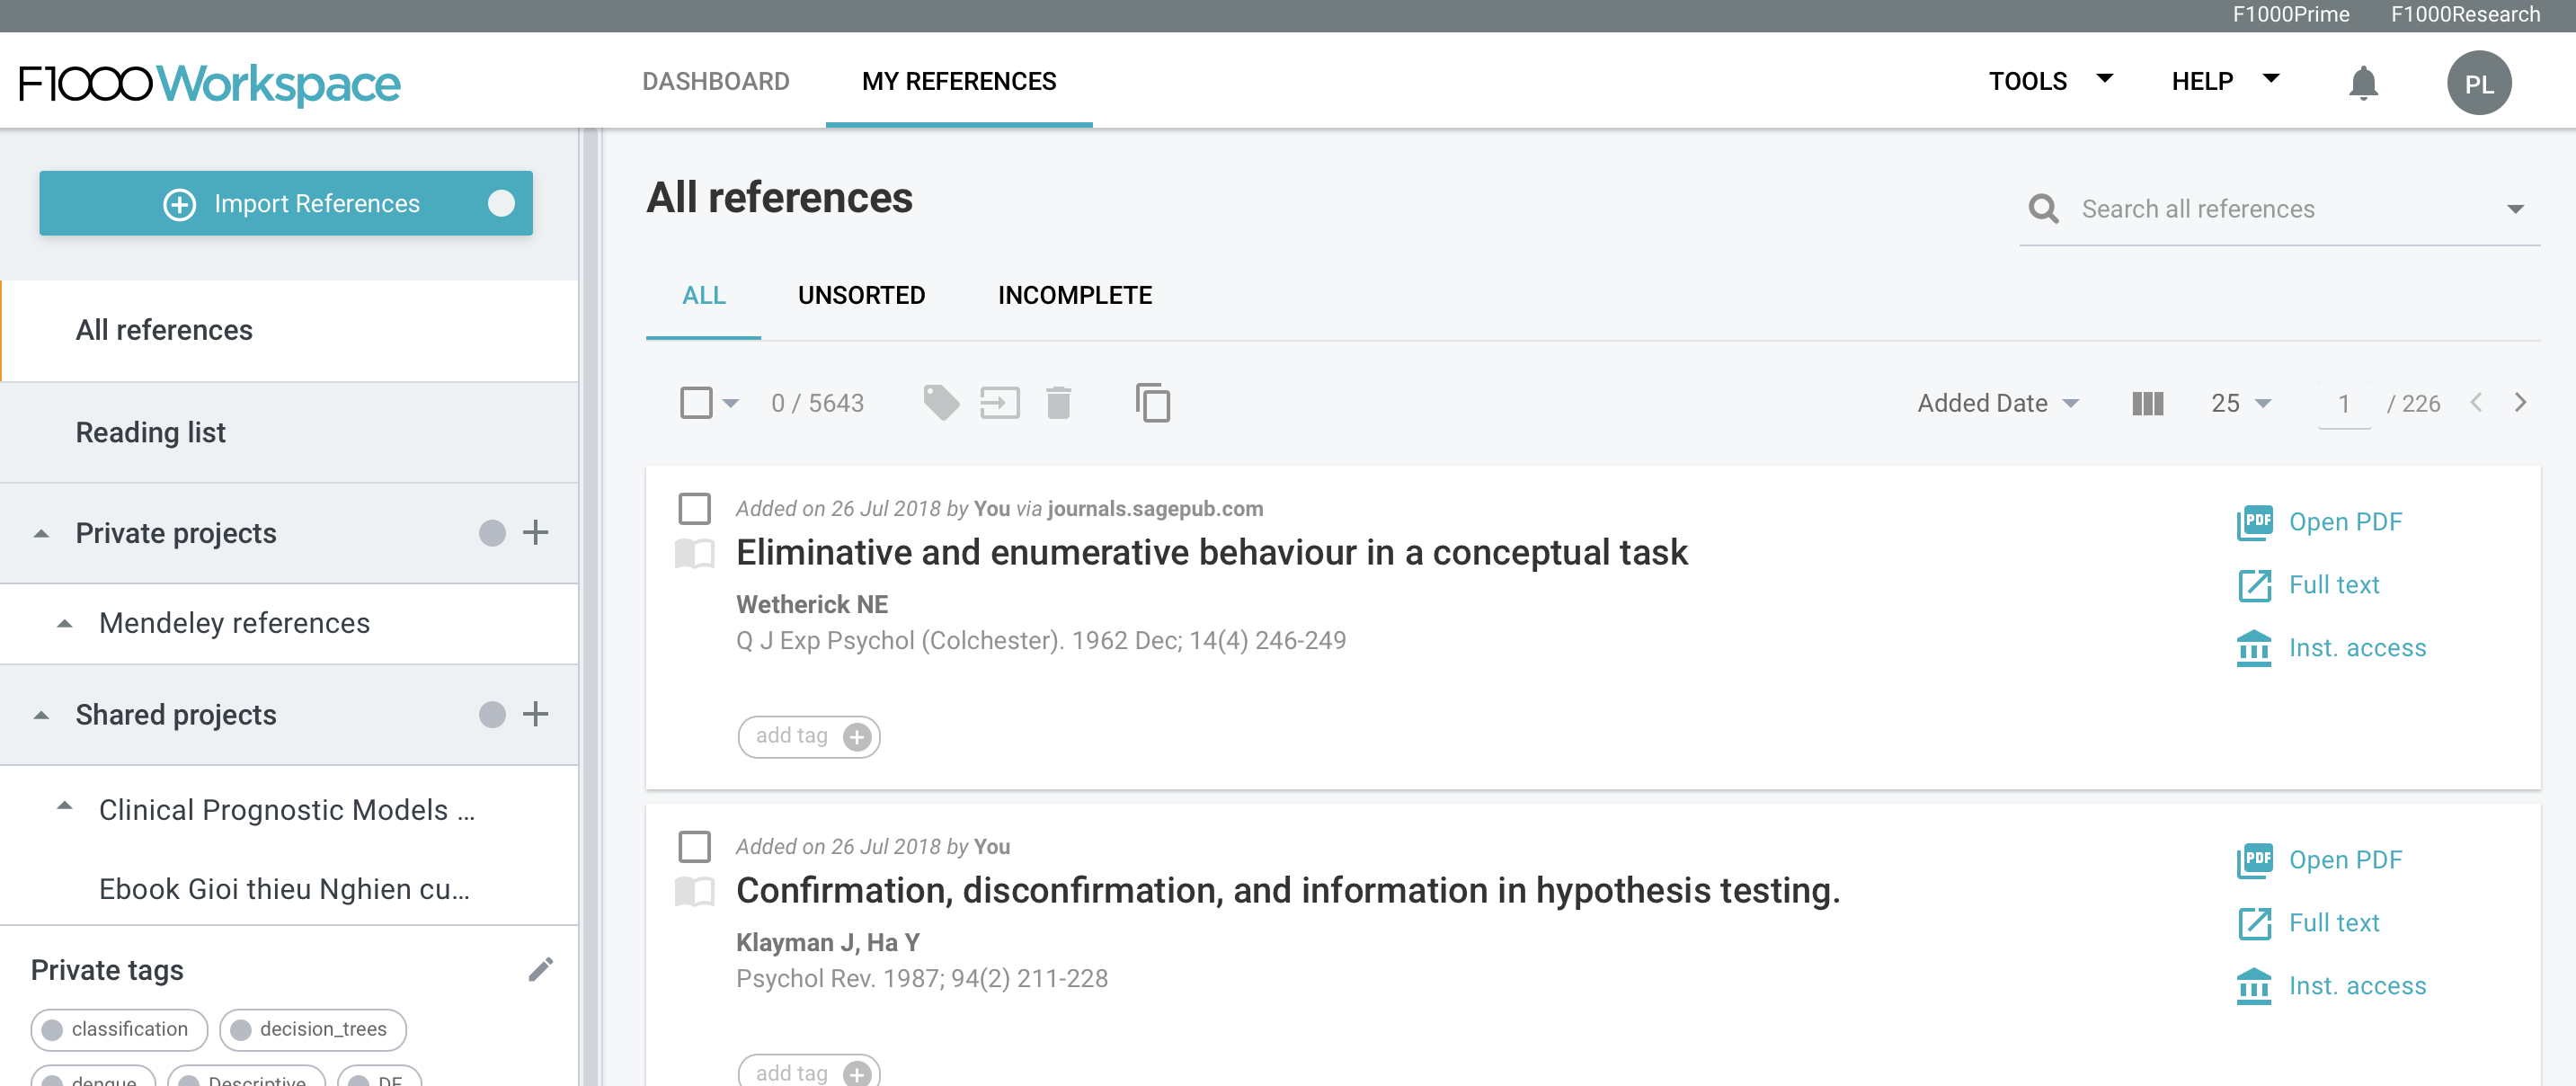 F1000Prime F1000Research
F1000Workspace DASHBOARD MY REFERENCES TOOLS HELP PL
Import References
All references
Reading list
Private projects
Mendeley references
Shared projects
Clinical Prognostic Models ...
Ebook Gioi thieu Nghien cu...
Private tags
classification decision_trees
dengue Descriptive DF
All references
Search all references
ALL UNSORTED INCOMPLETE
0 / 5643 Added Date 25 1 / 226
Added on 26 Jul 2018 by You via journals.sagepub.com
Eliminative and enumerative behaviour in a conceptual task
Wetherick NE
Q J Exp Psychol (Colchester). 1962 Dec; 14(4) 246-249
add tag
PDF Open PDF
Full text
Inst. access
Added on 26 Jul 2018 by You
Confirmation, disconfirmation, and information in hypothesis testing.
Klayman J, Ha Y
Psychol Rev. 1987; 94(2) 211-228
add tag
PDF Open PDF
Full text
Inst. access